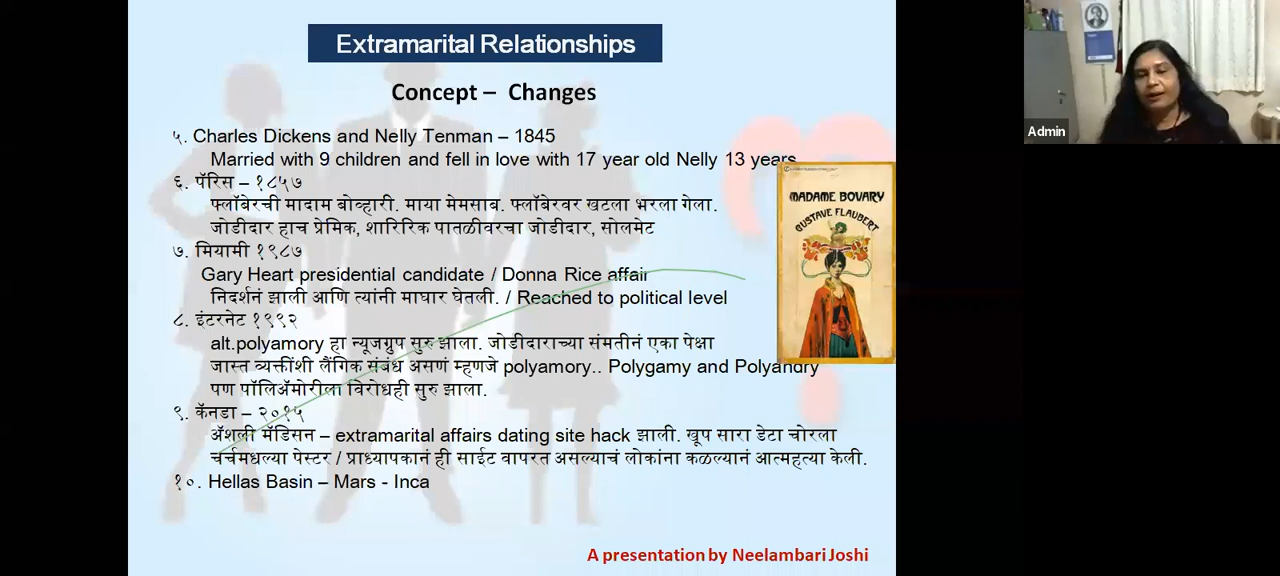 Extramarital Relationships
Concept – Changes
५. Charles Dickens and Nelly Tenman – 1845
Married with 9 children and fell in love with 17 year old Nelly 13 years
६. पॅरिस – १८५७
फ्लॉबेरची मादाम बोव्हारी. माया मेमसाब. फ्लॉबेरवर खटला भरला गेला.
जोडीदार हाच प्रेमिक, शारिरिक पातळीवरचा जोडीदार, सोलमेट
७. मियामी १९८७
Gary Heart presidential candidate / Donna Rice affair
निदर्शनं झाली आणि त्यांनी माघार घेतली. / Reached to political level
८. इंटरनेट १९९२
alt.polyamory हा न्यूजग्रुप सुरु झाला. जोडीदाराच्या संमतीनं एका पेक्षा
जास्त व्यक्तींशी लैंगिक संबंध असणं म्हणजे polyamory.. Polygamy and Polyandry
पण पॉलिॲमोरीला विरोधही सुरु झाला.
९. कॅनडा – २०१५
ॲशली मॅडिसन – extramarital affairs dating site hack झाली. खूप सारा डेटा चोरला
चर्चमधल्या पेस्टर / प्राध्यापकानं ही साईट वापरत असल्याचं लोकांना कळल्यानं आत्महत्या केली.
१०. Hellas Basin – Mars - Inca
A presentation by Neelambari Joshi
MADAME BOVARY
GUSTAVE FLAUBERT
Admin